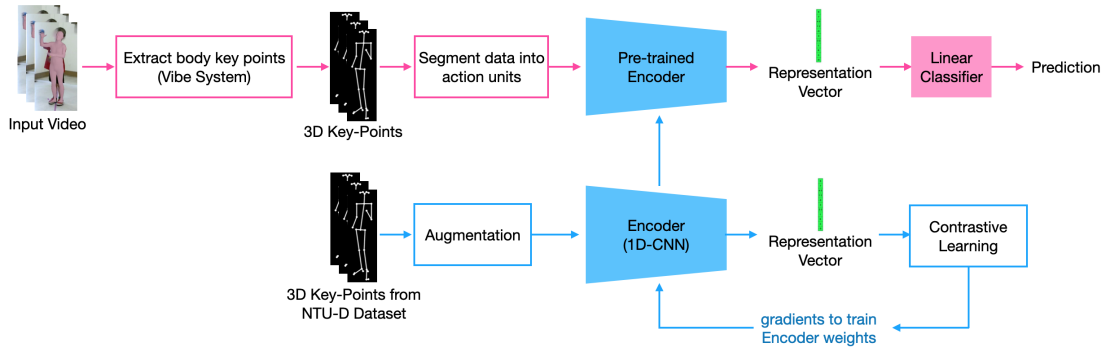 Input Video
Extract body key points
(Vibe System)
3D Key-Points
Segment data into
action units
Pre-trained
Encoder
Representation
Vector
Linear
Classifier
Prediction
3D Key-Points from
NTU-D Dataset
Augmentation
Encoder
(1D-CNN)
Representation
Vector
Contrastive
Learning
gradients to train
Encoder weights